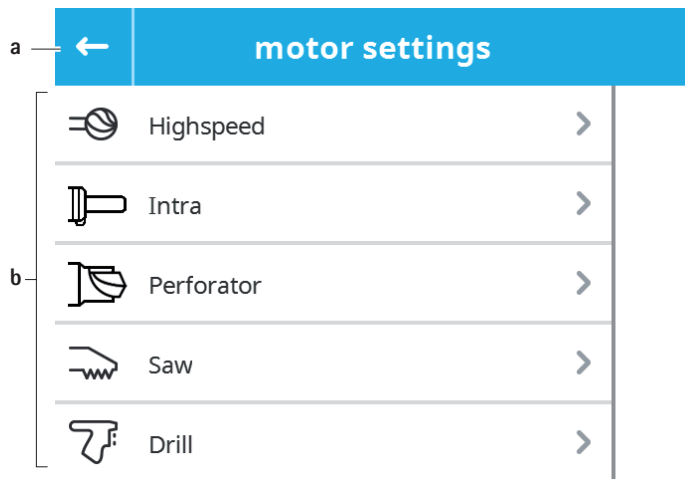 a
motor settings
Highspeed
Intra
b
Perforator
Saw
Drill